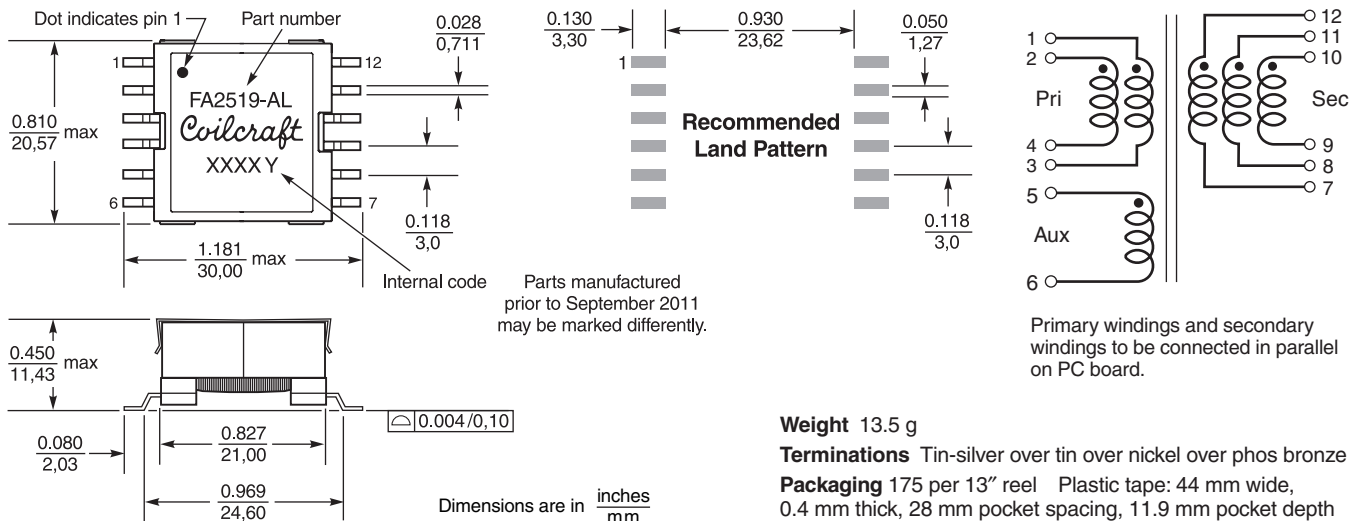 Dot indicates pin 1
Part number
0.028
0,711
1
12
FA2519-AL
Coilcraft
XXXX Y
0.810
20,57
max
6
7
0.118
3,0
1.181
30,00
max
Internal code
0.130
3,30
0.930
23,62
0.050
1,27
1
Recommended
Land Pattern
0.118
3,0
Parts manufactured
prior to September 2011
may be marked differently.
1
2
Pri
4
3
5
Aux
6
12
11
10
Sec
9
8
7
Primary windings and secondary
windings to be connected in parallel
on PC board.
0.450
11,43
max
0.004/0,10
0.080
2,03
0.827
21,00
0.969
24,60
Dimensions are in inches
mm
Weight 13.5 g
Terminations Tin-silver over tin over nickel over phos bronze
Packaging 175 per 13″ reel Plastic tape: 44 mm wide,
0.4 mm thick, 28 mm pocket spacing, 11.9 mm pocket depth